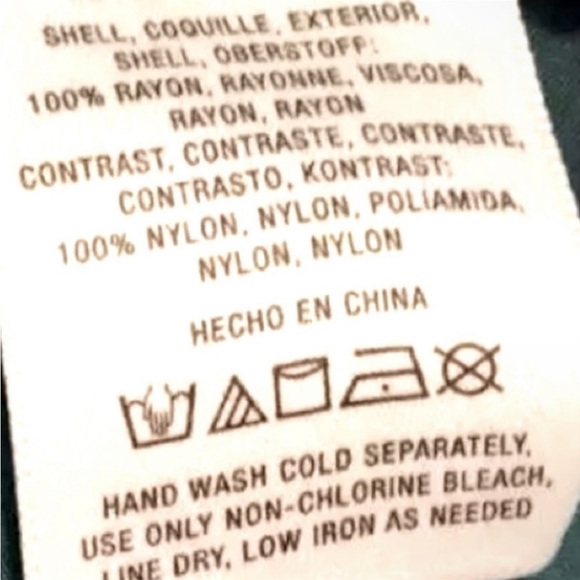 SHELL, COQUILLE, EXTERIOR,
SHELL, OBERSTOFF:
100% RAYON, RAYONNE, VISCOSA,
RAYON, RAYON
CONTRAST, CONTRASTE, CONTRASTE,
CONTRASTO, KONTRAST:
100% NYLON, NYLON, POLIAMIDA,
NYLON, NYLON
HECHO EN CHINA
HAND WASH COLD SEPARATELY,
USE ONLY NON-CHLORINE BLEACH,
LINE DRY, LOW IRON AS NEEDED